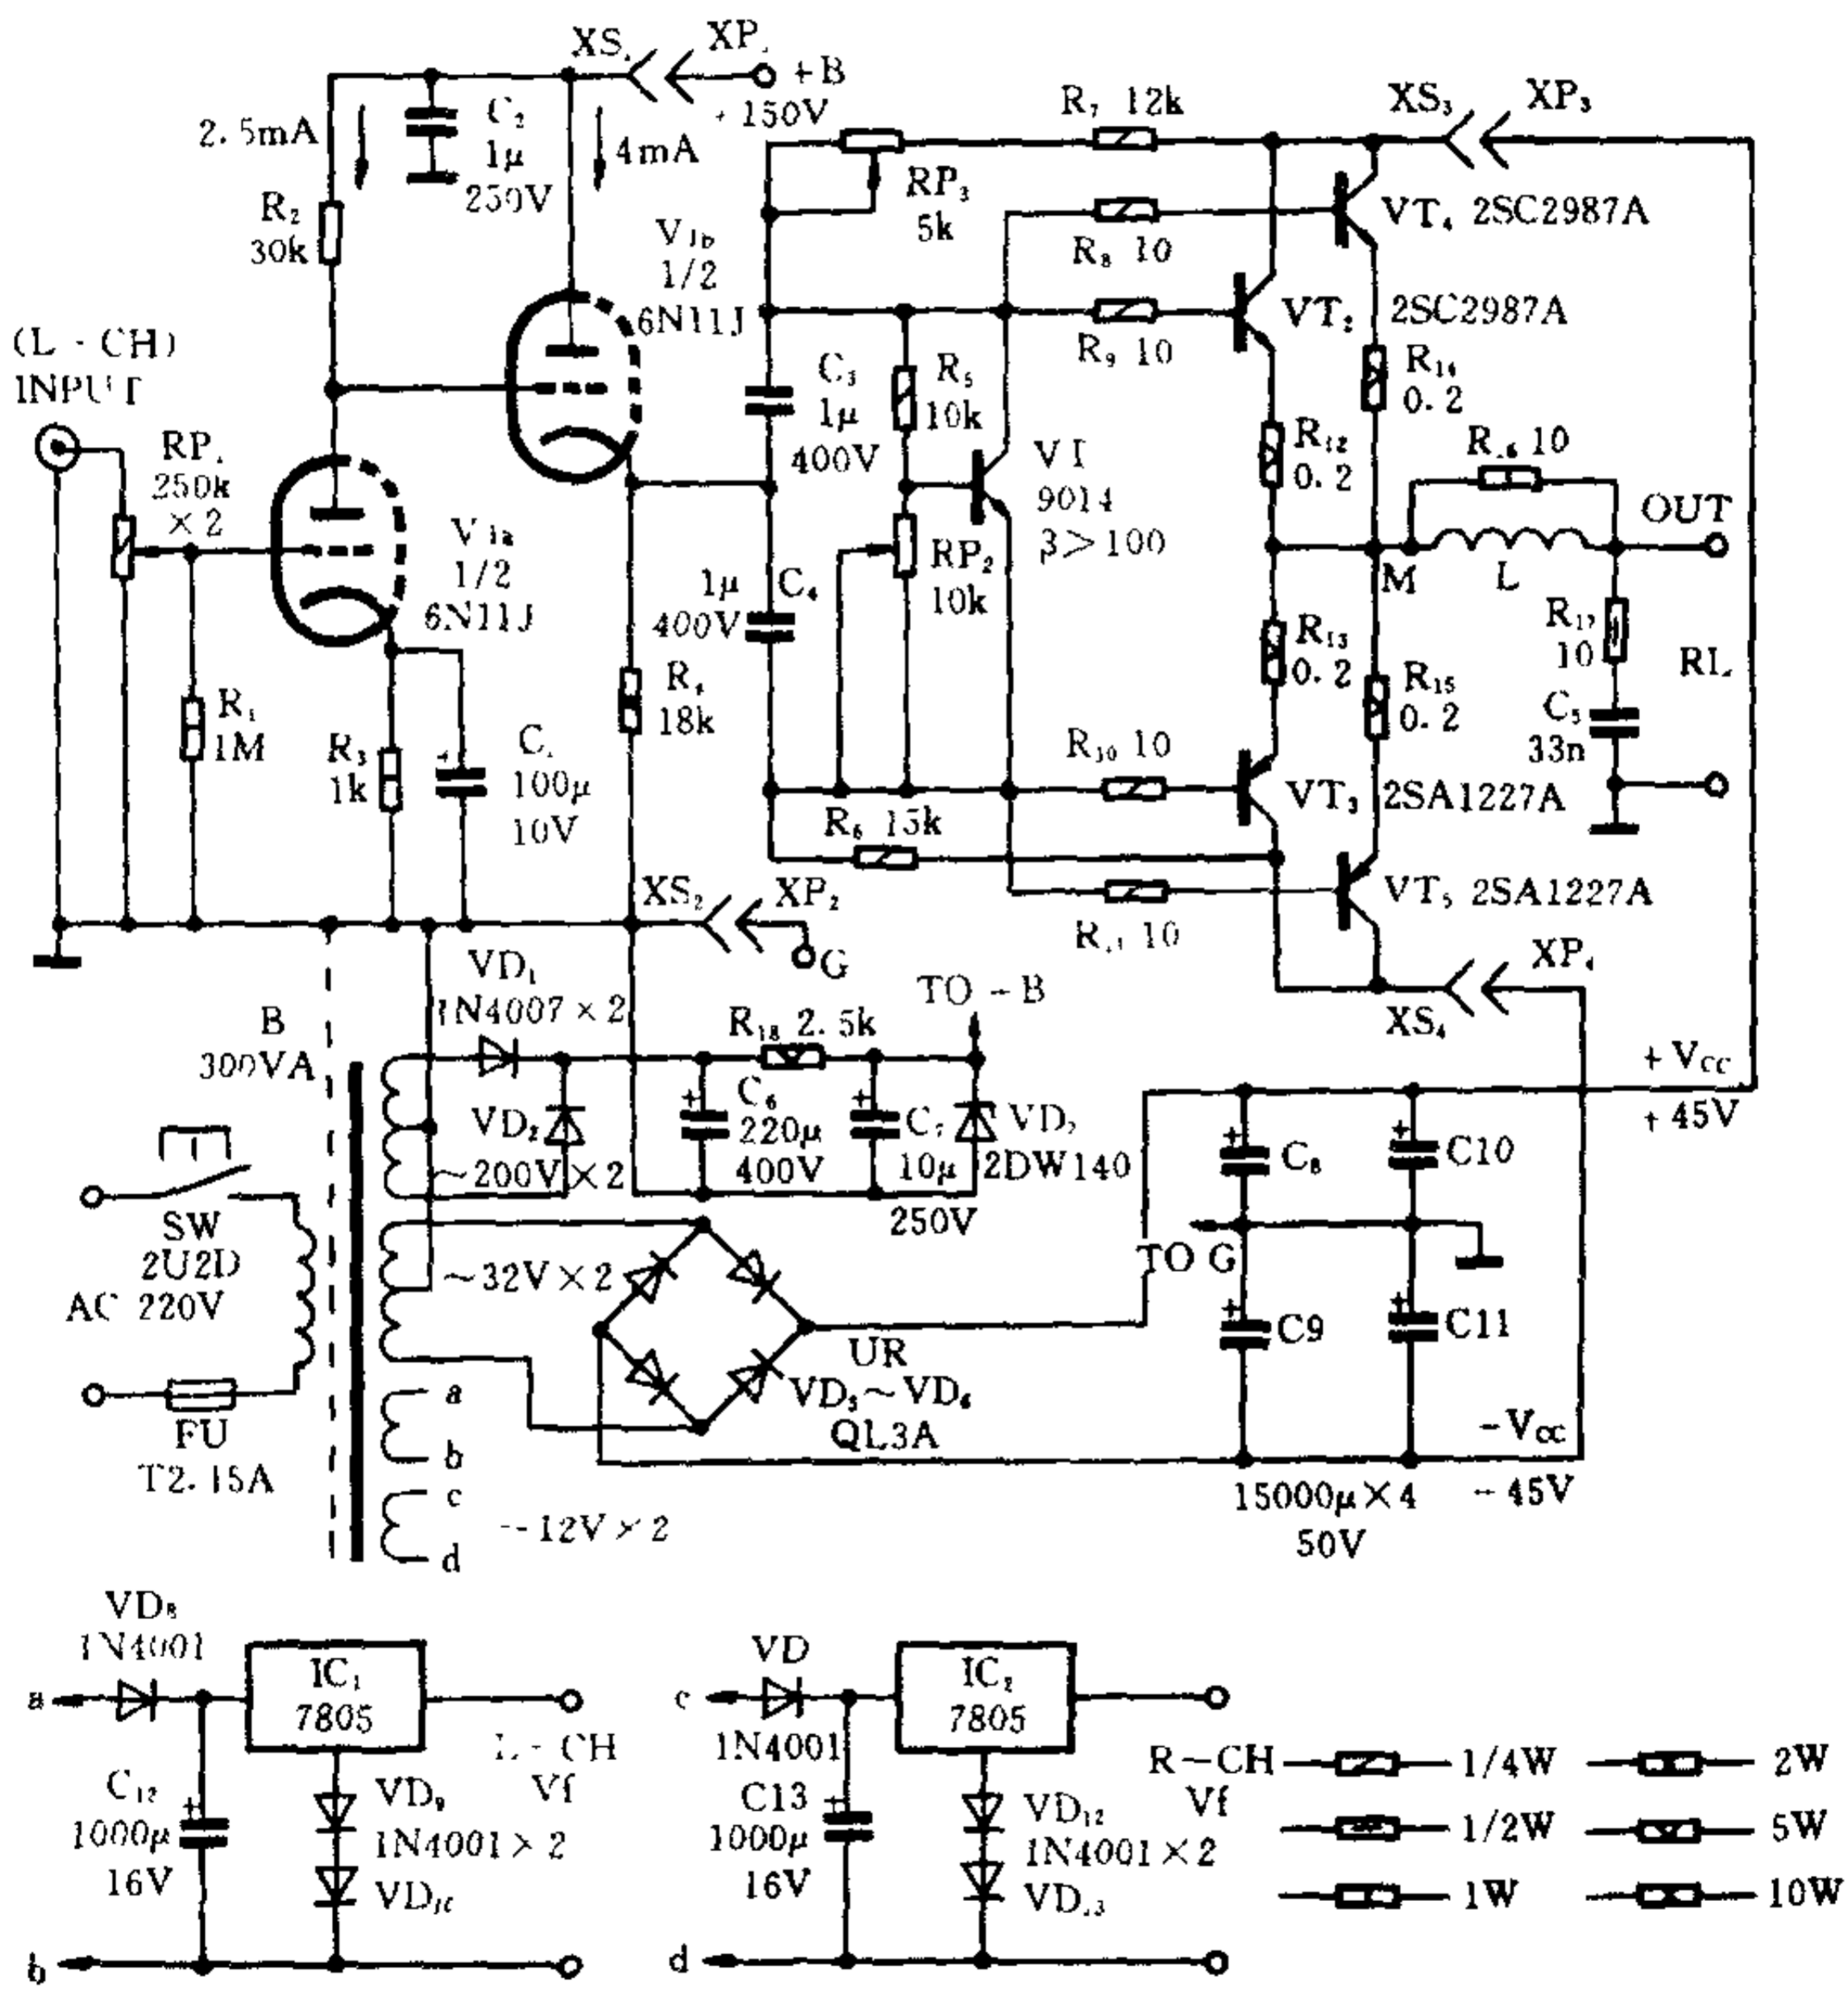 XS
XP
+B
150V
2.5mA
C₂
1μ
250V
4mA
R₂
30k
V₁b
1/2
6N11J
R₇ 12k
RP₃
5k
XS₃
XP₃
R₈ 10
VT₄ 2SC2987A
R₉ 10
VT₂ 2SC2987A
(L-CH)
INPUT
RP
250k
×2
V₁a
1/2
6N11J
C₃
1μ
400V
R₅
10k
9014
β>100
R₁₄
0.2
R₁₂
0.2
10
OUT
M
L
1μ
400V
C₄
RP₂
10k
R₁₃
0.2
R₁₅
0.2
R₁₇
10
RL
C₅
33n
R₁
1M
R₃
1k
C
100μ
10V
R₄
18k
R₁₀ 10
VT₃ 2SA1227A
R₆ 15k
VT₅ 2SA1227A
10
XS₂
XP₂
G
XP₄
XS₄
B
300VA
VD₁
1N4007×2
R₁₈ 2.5k
TO -B
VD₂
~200V×2
C₆
220μ
400V
C₇
10μ
250V
VD₇
2DW140
+Vcc
+45V
C₈
C10
TO G
C9
C11
SW
2U2D
AC 220V
FU
T2.15A
~32V×2
UR
VD₅~VD₆
QL3A
-Vcc
-45V
15000μ×4
50V
a
b
c
d
12V×2
VD₈
1N4001
a
IC₁
7805
L-CH
Vf
C₁₂
1000μ
16V
VD₉
1N4001×2
VD₁₀
b
VD
c
1N4001
IC₂
7805
R-CH
Vf
C13
1000μ
16V
VD₁₂
1N4001×2
VD₁₃
d
1/4W
2W
1/2W
5W
1W
10W